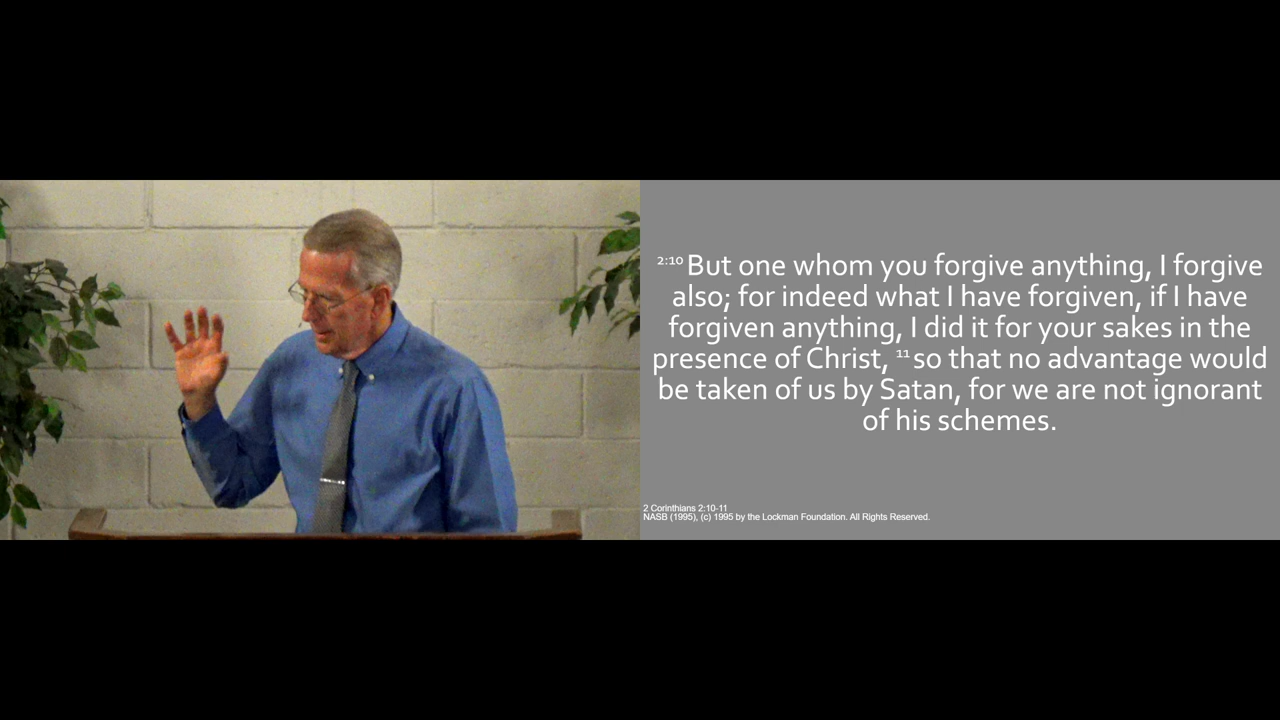 2:10 But one whom you forgive anything, I forgive
also; for indeed what I have forgiven, if I have
forgiven anything, I did it for your sakes in the
presence of Christ, 11 so that no advantage would
be taken of us by Satan, for we are not ignorant
of his schemes.
2 Corinthians 2:10-11
NASB (1995), (c) 1995 by the Lockman Foundation. All Rights Reserved.